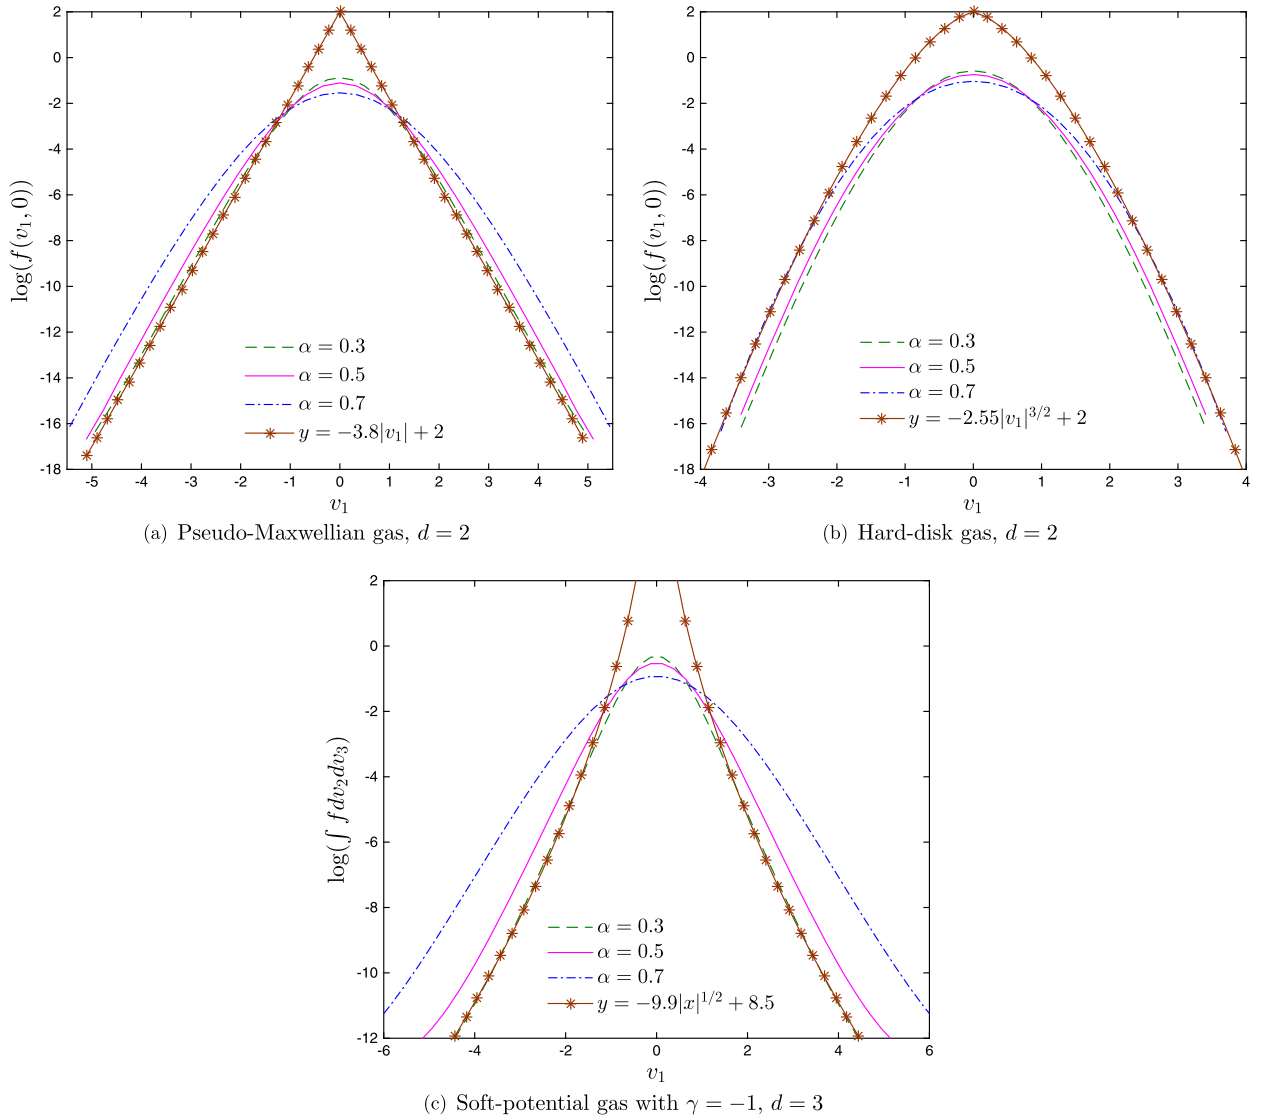 2
0
-2
-4
-6
-8
-10
-12
-14
-16
-18
log(f(v₁, 0))
α = 0.3
α = 0.5
α = 0.7
y = −3.8|v₁| + 2
-5 -4 -3 -2 -1 0 1 2 3 4 5
v₁
(a) Pseudo-Maxwellian gas, d = 2
2
0
-2
-4
-6
-8
-10
-12
-14
-16
-18
log(f(v₁, 0))
α = 0.3
α = 0.5
α = 0.7
y = −2.55|v₁|³ᐟ² + 2
-4 -3 -2 -1 0 1 2 3 4
v₁
(b) Hard-disk gas, d = 2
2
0
-2
-4
-6
-8
-10
-12
log(∫ f dv₂dv₃)
α = 0.3
α = 0.5
α = 0.7
y = −9.9|x|¹ᐟ² + 8.5
-6 -4 -2 0 2 4 6
v₁
(c) Soft-potential gas with γ = −1, d = 3